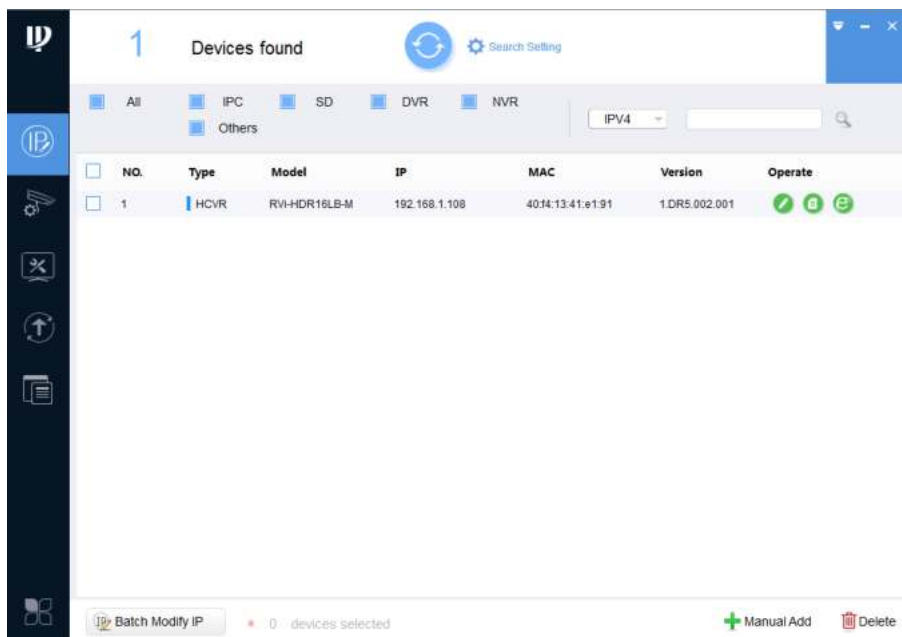 1 Devices found Search Setting
All IPC SD DVR NVR
Others
IPV4
NO. Type Model IP MAC Version Operate
1 HCVR RVI-HDR16LB-M 192.168.1.108 40:f4:13:41:e1:91 1.DR5.002.001
Batch Modify IP 0 devices selected Manual Add Delete